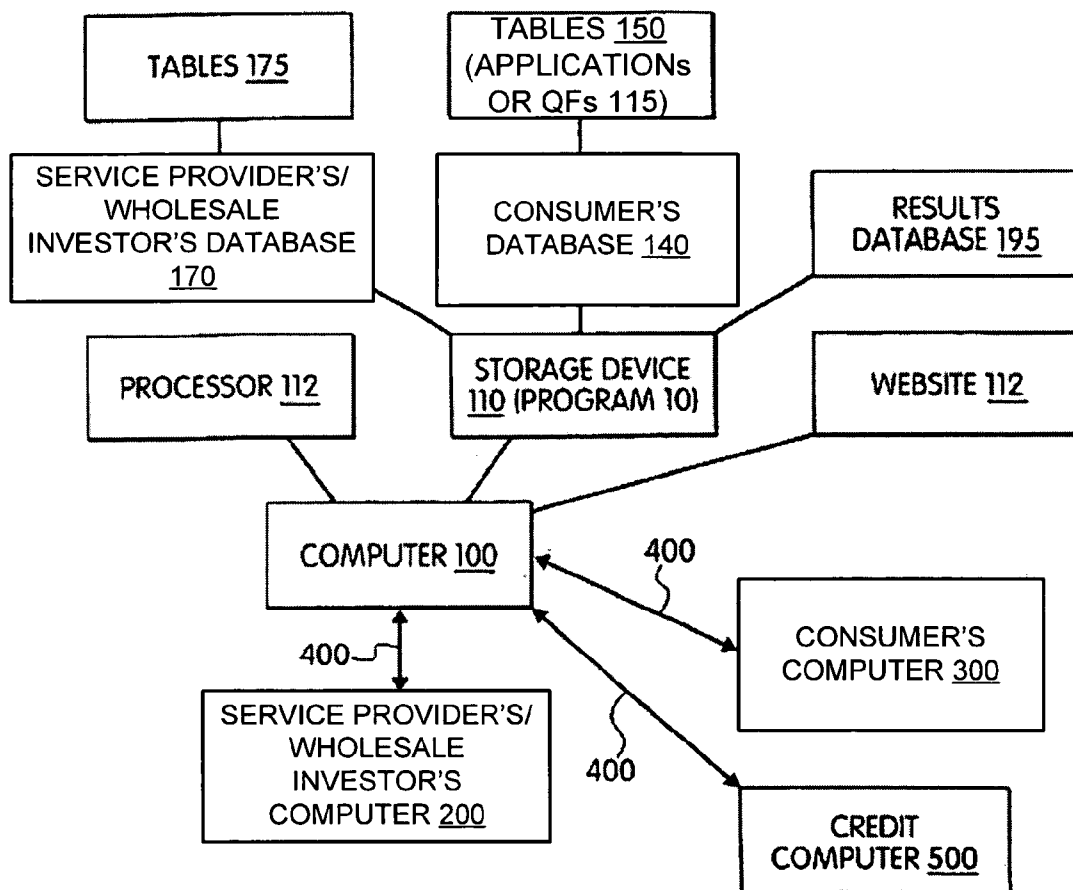 TABLES 175
TABLES 150
(APPLICATIONs
OR QFs 115)
SERVICE PROVIDER'S/
WHOLESALE
INVESTOR'S DATABASE
170
CONSUMER'S
DATABASE 140
RESULTS
DATABASE 195
PROCESSOR 112
STORAGE DEVICE
110 (PROGRAM 10)
WEBSITE 112
COMPUTER 100
400
400
CONSUMER'S
COMPUTER 300
SERVICE PROVIDER'S/
WHOLESALE
INVESTOR'S
COMPUTER 200
400
CREDIT
COMPUTER 500